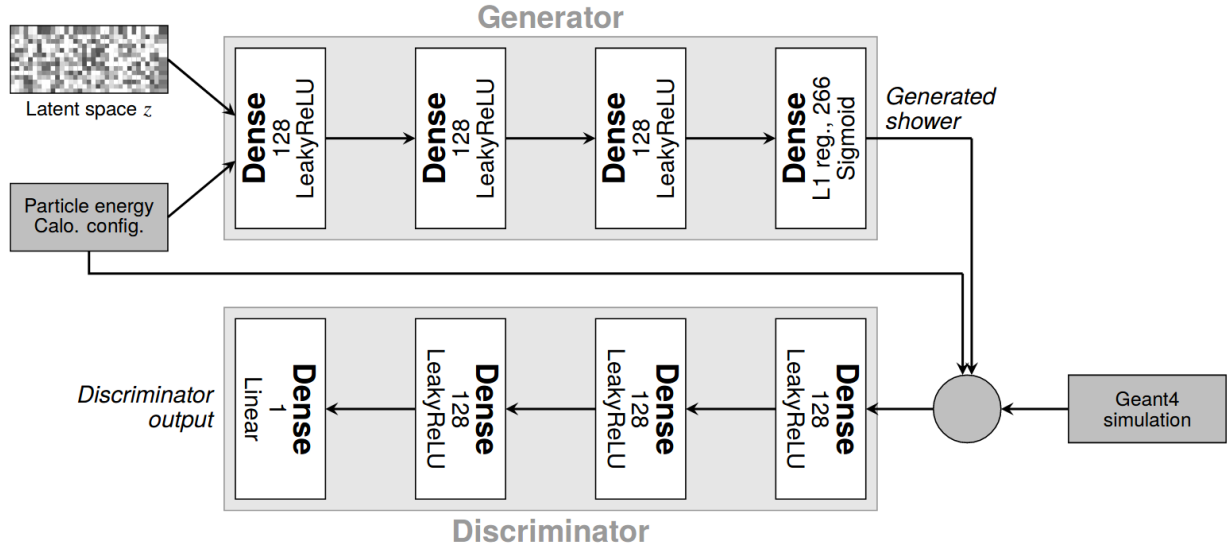 Generator
Latent space z
Particle energy
Calo. config.
Dense
128
LeakyReLU
Dense
128
LeakyReLU
Dense
128
LeakyReLU
Dense
L1 reg., 266
Sigmoid
Generated
shower
Geant4
simulation
Dense
128
LeakyReLU
Dense
128
LeakyReLU
Dense
128
LeakyReLU
Dense
1
Linear
Discriminator
output
Discriminator